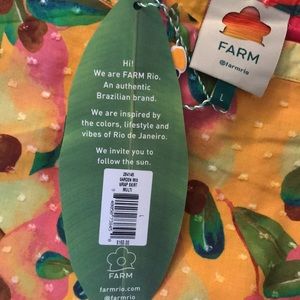 Hi!
We are FARM Rio.
An authentic
Brazilian brand.
We are inspired by
the colors, lifestyle and
vibes of Rio de Janeiro.
We invite you to
follow the sun.
GARDEN MIX
WRAP SKIRT
MULTI
L
FARM
farmrio.com
@farmrio
FARM
@farmrio
L